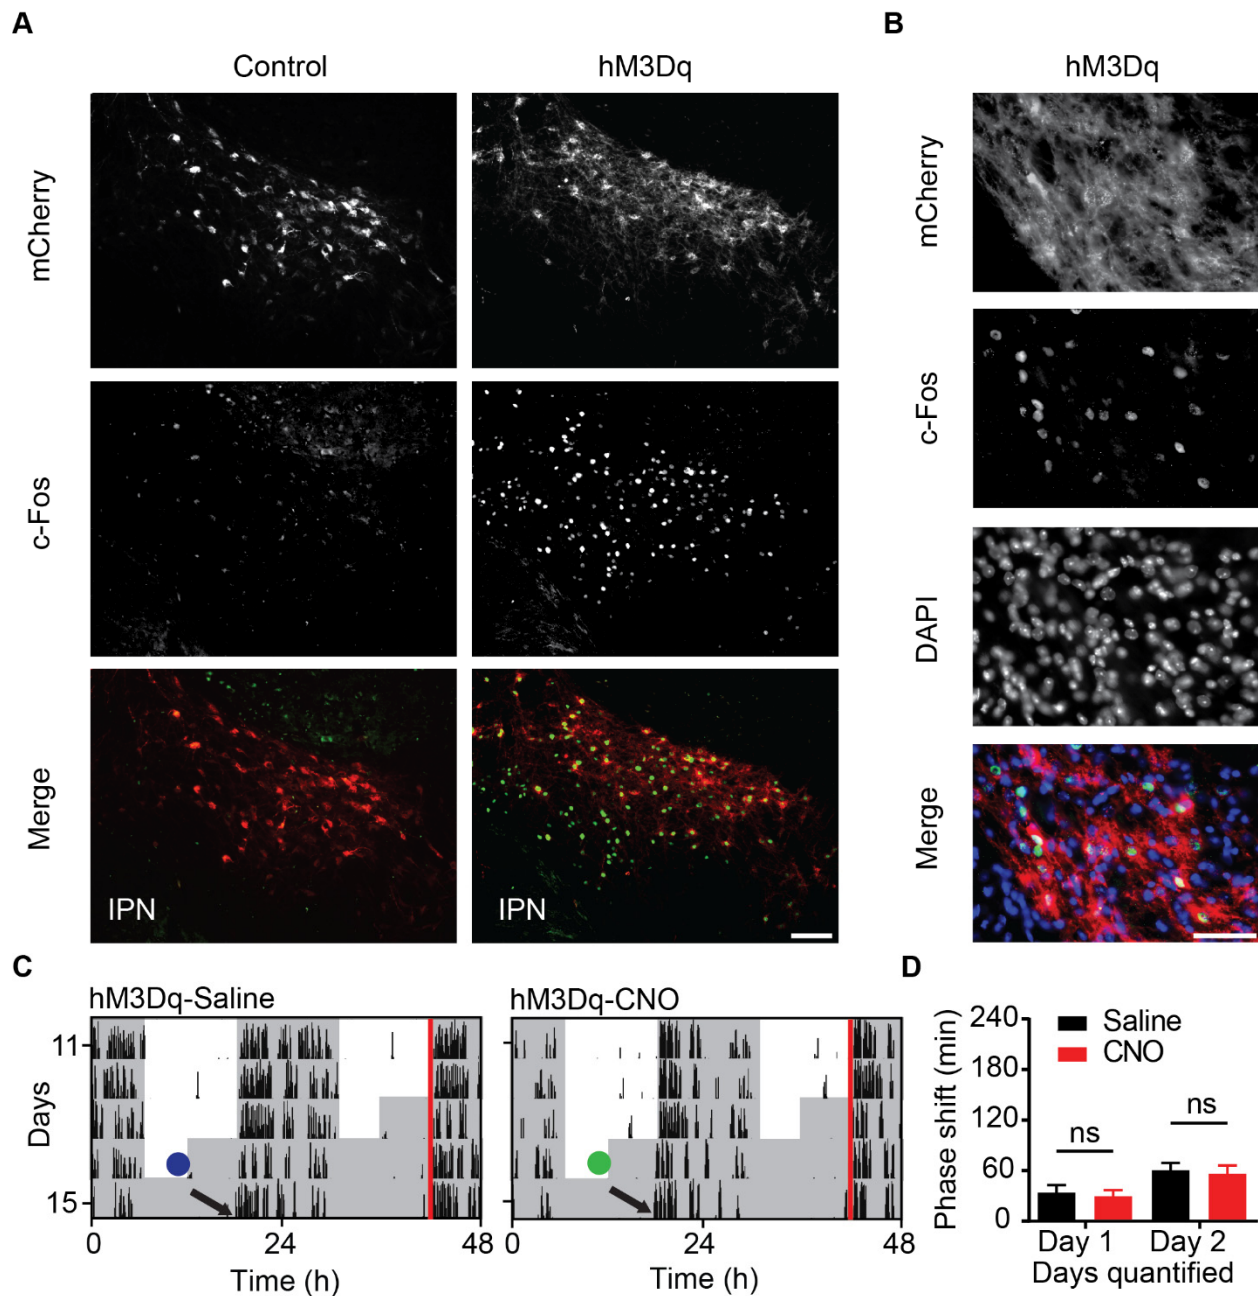 A
B
Control
hM3Dq
hM3Dq
mCherry
mCherry
c-Fos
c-Fos
DAPI
Merge
Merge
IPN
IPN
C
D
hM3Dq-Saline
hM3Dq-CNO
11
Days
15
0
24
48
Time (h)
0
24
48
Time (h)
Phase shift (min)
240
180
120
60
0
Saline
CNO
ns
ns
Day 1
Day 2
Days quantified